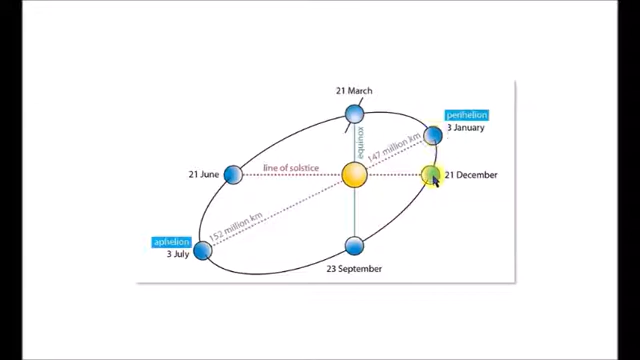 21 March
perihelion
3 January
equinox
147 million km
21 June
line of solstice
21 December
152 million km
aphelion
3 July
23 September